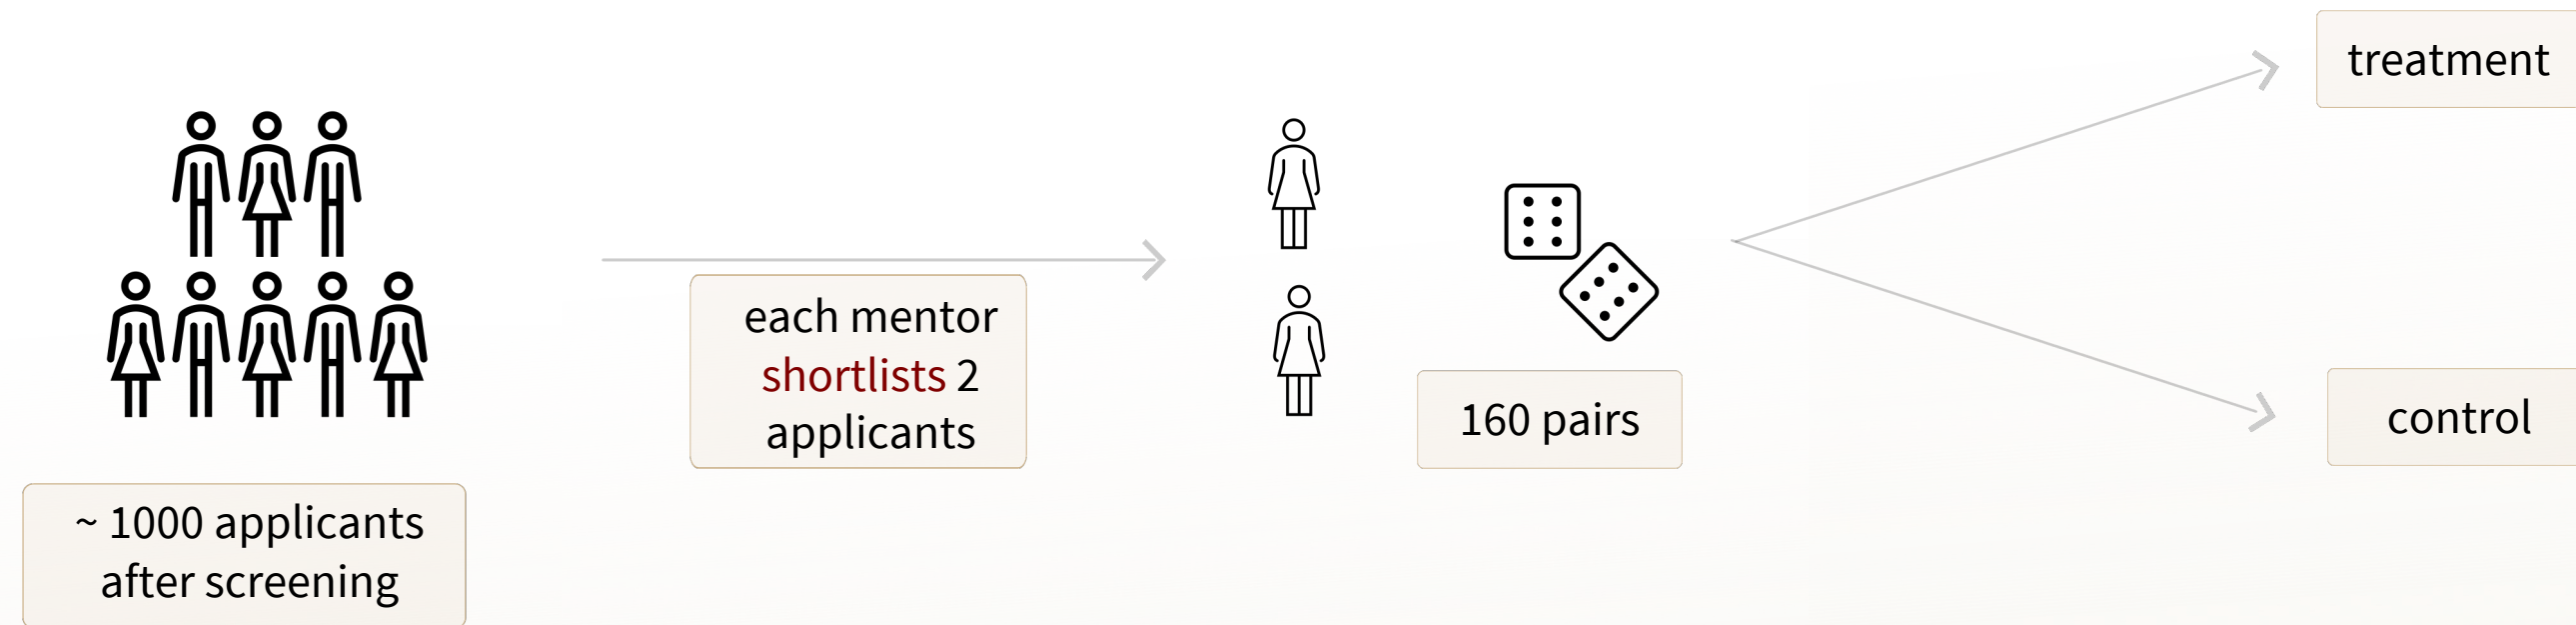 ~ 1000 applicants
after screening
each mentor
shortlists 2
applicants
160 pairs
treatment
control